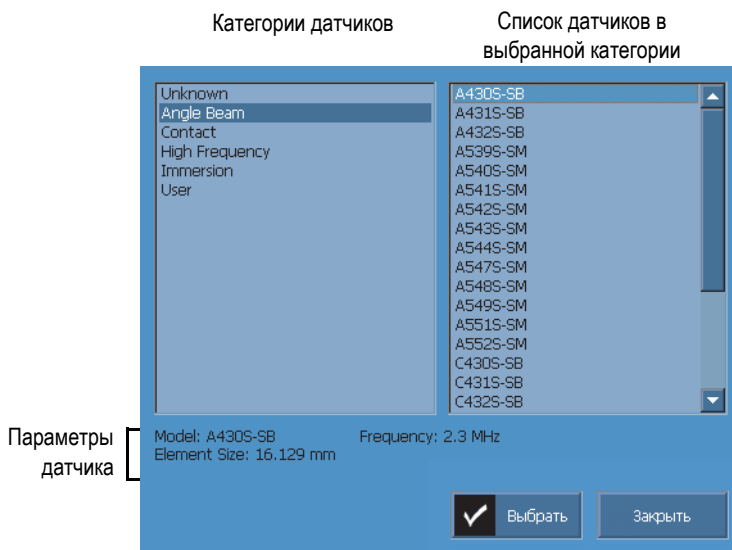 Категории датчиков
Список датчиков в
выбранной категории
Unknown
Angle Beam
Contact
High Frequency
Immersion
User
A430S-SB
A431S-SB
A432S-SB
A539S-SM
A540S-SM
A541S-SM
A542S-SM
A543S-SM
A544S-SM
A547S-SM
A548S-SM
A549S-SM
A551S-SM
A552S-SM
C430S-SB
C431S-SB
C432S-SB
Параметры
датчика
Model: A430S-SB Frequency: 2.3 MHz
Element Size: 16.129 mm
Выбрать
Закрыть